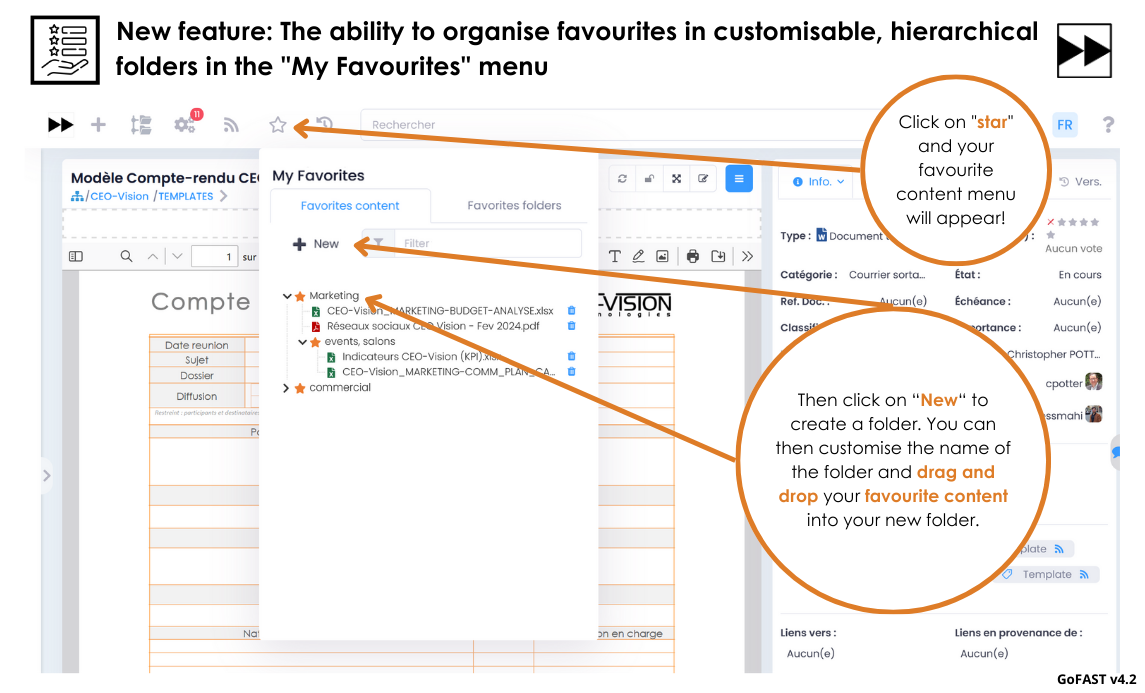 New feature: The ability to organise favourites in customisable, hierarchical
folders in the "My Favourites" menu
11
Rechercher
FR
?
Click on "star"
and your
favourite
content menu
will appear!
Modèle Compte-rendu CE
/CEO-Vision /TEMPLATES
My Favorites
Favorites content
Favorites folders
New
Filter
Info.
Vers.
Type :
Document
) :
Aucun vote
1 sur
Catégorie : Courrier sorta...
État :
En cours
Ref. Doc. :
Aucun(e)
Échéance :
Aucun(e)
Classifi
ortance :
Aucun(e)
Christopher POTT...
cpotter
ssmahi
Compte
VISION
nologies
Marketing
CEO-Vision_MARKETING-BUDGET-ANALYSE.xlsx
Réseaux sociaux CEO Vision - Fev 2024.pdf
events, salons
Indicateurs CEO-Vision (KPI).xlsx
CEO-Vision_MARKETING-COMM_PLAN_CA...
commercial
Date reunion
Sujet
Dossier
Diffusion
Restreint : participants et destinataires
Then click on “New“ to
create a folder. You can
then customise the name of
the folder and drag and
drop your favourite content
into your new folder.
plate
Template
Nat
on en charge
Liens vers :
Liens en provenance de :
Aucun(e)
Aucun(e)
GoFAST v4.2